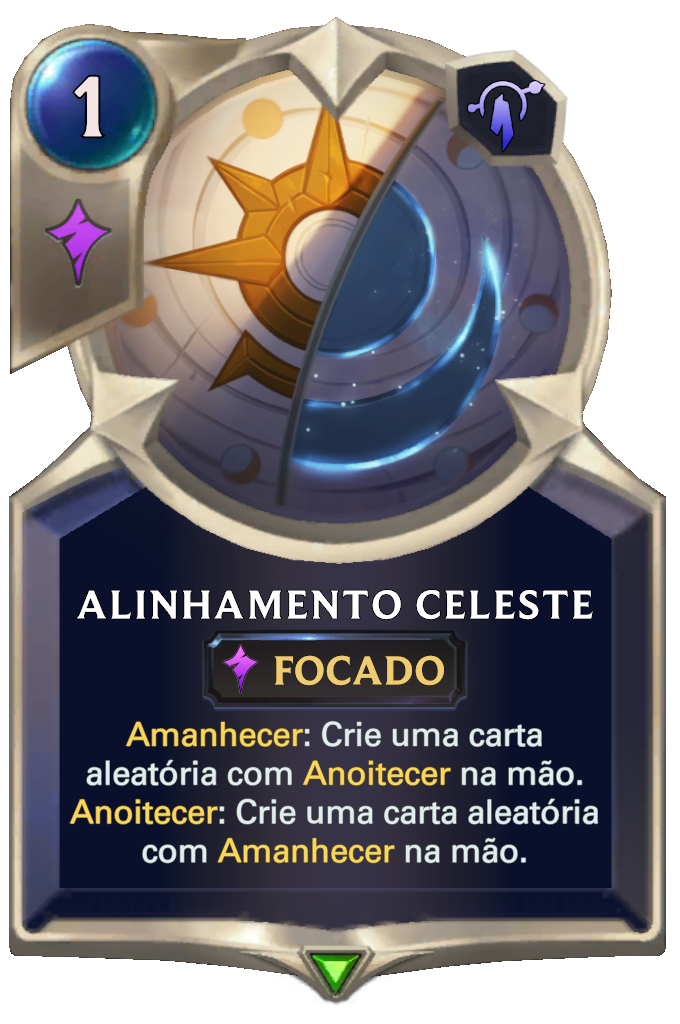 1
ALINHAMENTO CELESTE
FOCADO
Amanhecer: Crie uma carta
aleatória com Anoitecer na mão.
Anoitecer: Crie uma carta aleatória
com Amanhecer na mão.